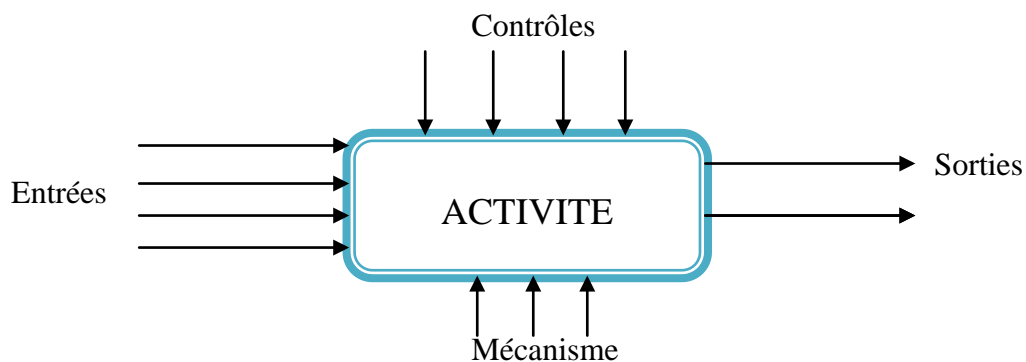 Contrôles
Entrées
ACTIVITE
Sorties
Mécanisme